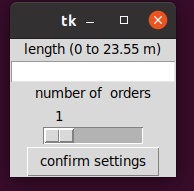 tk
length (0 to 23.55 m)
number of orders
1
confirm settings